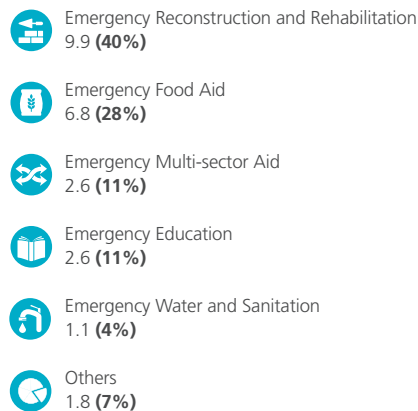 Emergency Reconstruction and Rehabilitation
9.9 (40%)
Emergency Food Aid
6.8 (28%)
Emergency Multi-sector Aid
2.6 (11%)
Emergency Education
2.6 (11%)
Emergency Water and Sanitation
1.1 (4%)
Others
1.8 (7%)